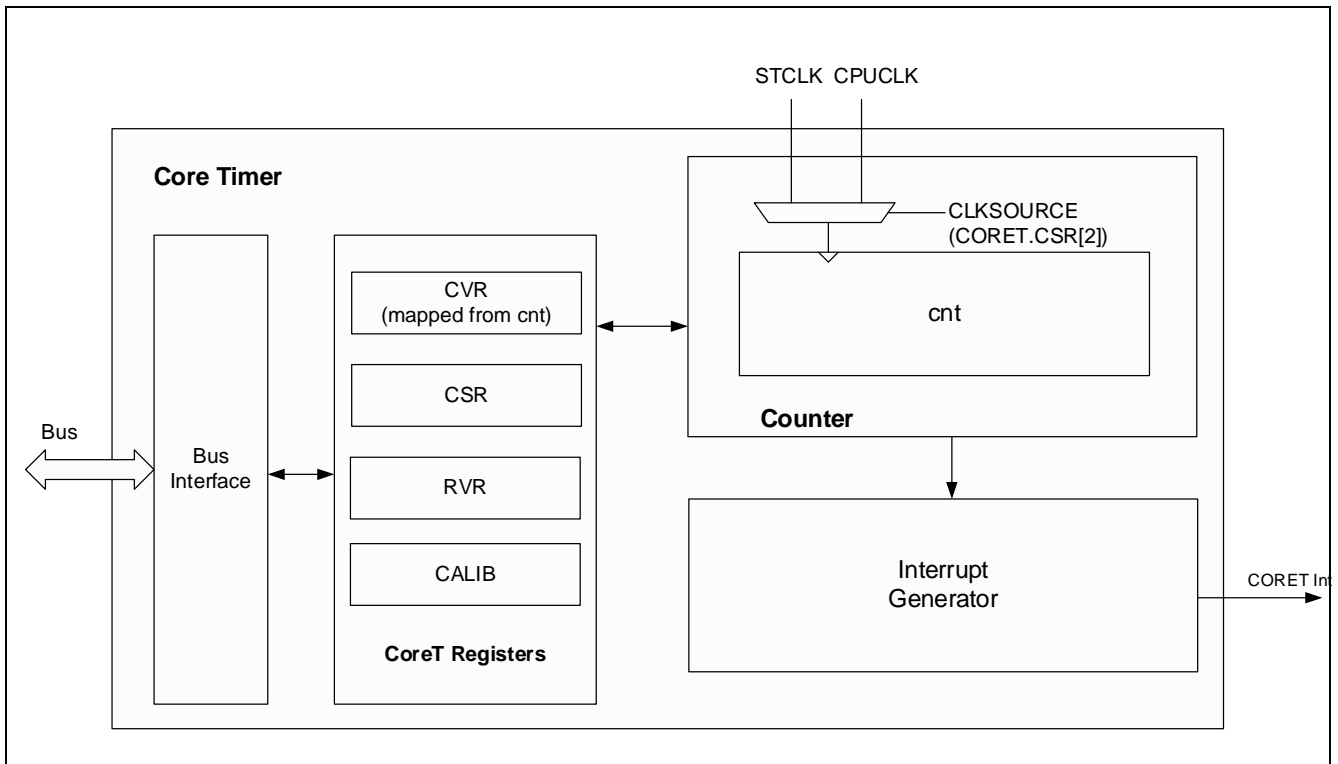 STCLK CPUCLK
Core Timer
CLKSOURCE
(CORET.CSR[2])
CVR
(mapped from cnt)
cnt
CSR
Counter
Bus
Bus
Interface
RVR
Interrupt
Generator
CALIB
CORET Int
CoreT Registers